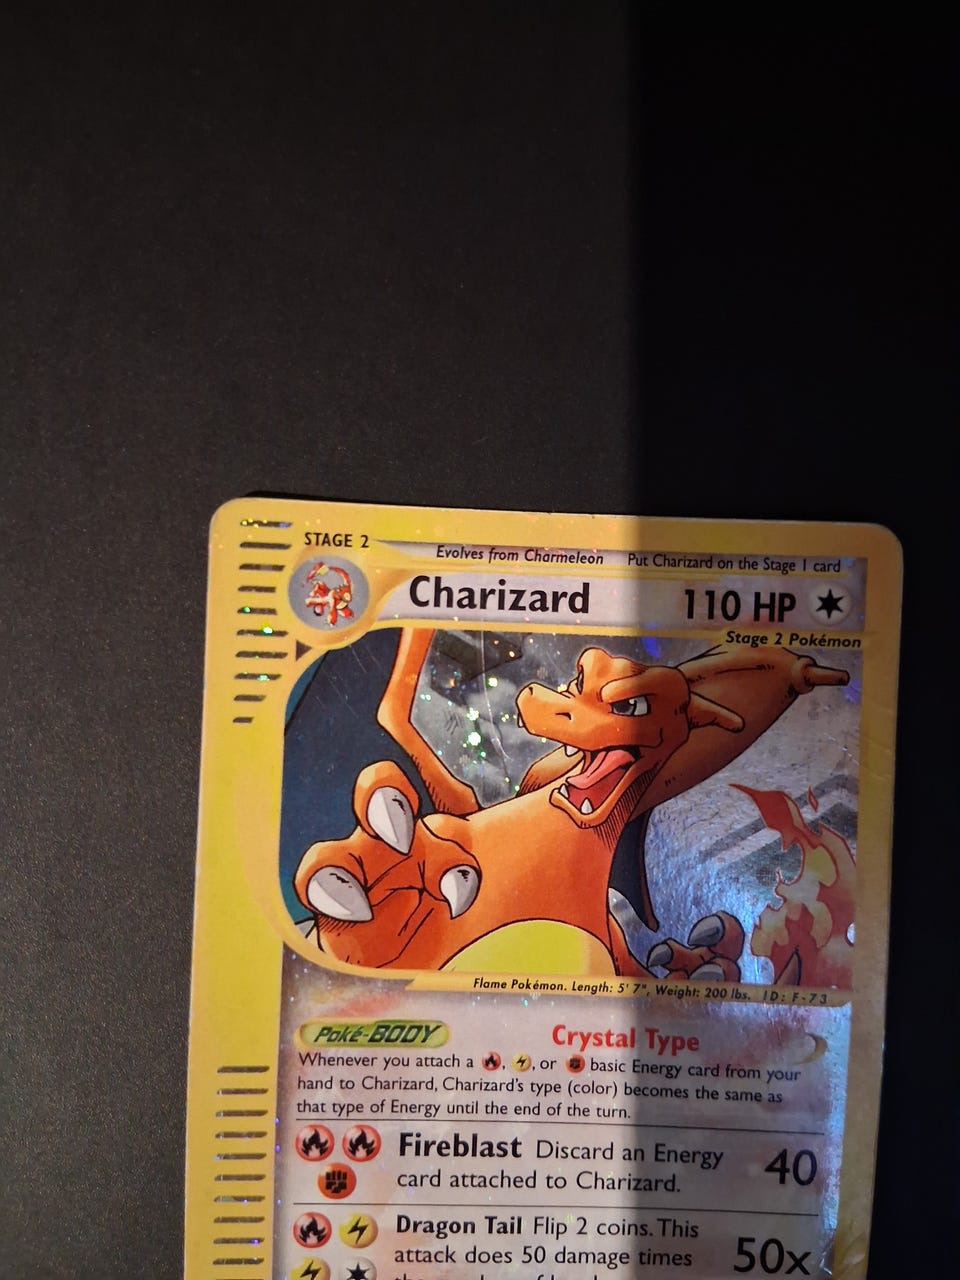 STAGE 2
Evolves from Charmeleon Put Charizard on the Stage 1 card
Charizard 110 HP
Stage 2 Pokémon
Flame Pokémon. Length: 5' 7", Weight: 200 lbs. ID: F-73
Poké-BODY Crystal Type
Whenever you attach a , , or basic Energy card from your
hand to Charizard, Charizard's type (color) becomes the same as
that type of Energy until the end of the turn.
Fireblast Discard an Energy 40
card attached to Charizard.
Dragon Tail Flip 2 coins. This
attack does 50 damage times 50x